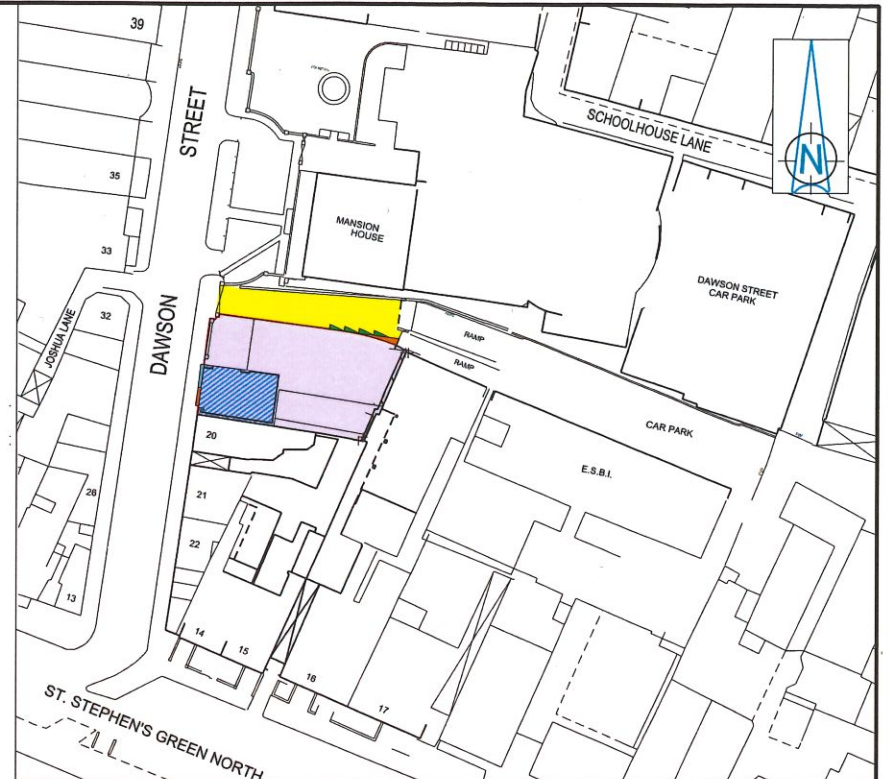 39
STREET
SCHOOLHOUSE LANE
N
35
MANSION
HOUSE
33
DAWSON STREET
CAR PARK
JOSHUA LANE
32
DAWSON
RAMP
RAMP
CAR PARK
20
E.S.B.I.
26
21
22
13
14
15
16
17
ST. STEPHEN'S GREEN NORTH